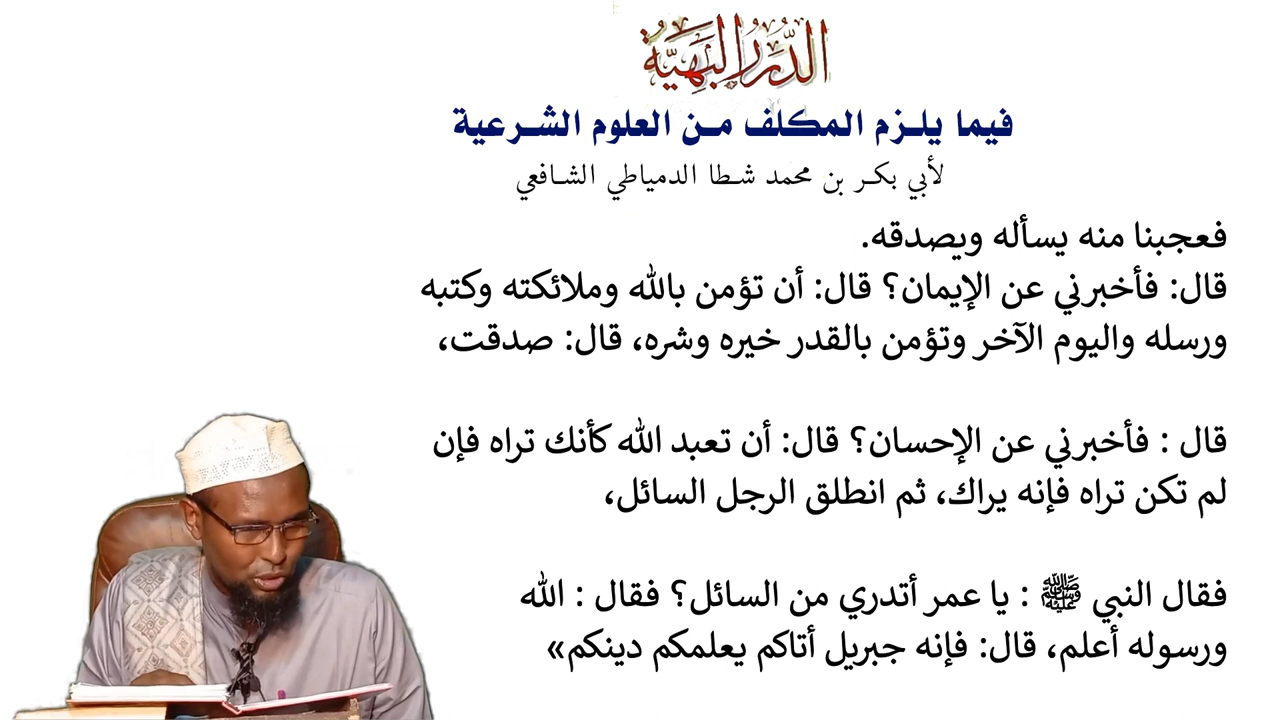 الدرر البهية
فيما يلزم المكلف من العلوم الشرعية
لأبي بكر بن محمد شطا الدمياطي الشافعي
فعجبنا منه يسأله ويصدقه.
قال: فأخبرني عن الإيمان؟ قال: أن تؤمن بالله وملائكته وكتبه
ورسله واليوم الآخر وتؤمن بالقدر خيره وشره، قال: صدقت،
قال : فأخبرني عن الإحسان؟ قال: أن تعبد الله كأنك تراه فإن
لم تكن تراه فإنه يراك، ثم انطلق الرجل السائل،
فقال النبي ﷺ : يا عمر أتدري من السائل؟ فقال : الله
ورسوله أعلم، قال: فإنه جبريل أتاكم يعلمكم دينكم»